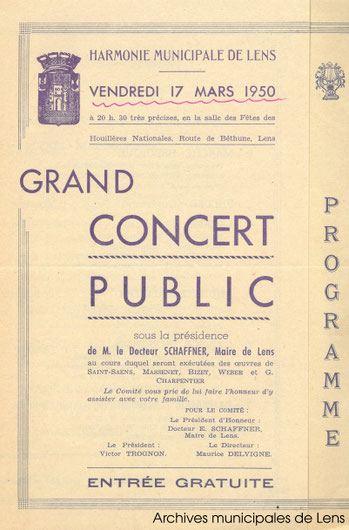 HARMONIE MUNICIPALE DE LENS
VENDREDI 17 MARS 1950
à 20 h. 30 très précises, en la salle des Fêtes des
Houillères Nationales, Route de Béthune, Lens
GRAND
CONCERT
PUBLIC
sous la présidence
de M. le Docteur SCHAFFNER, Maire de Lens
au cours duquel seront exécutées des œuvres de
SAINT-SAENS, MASSENET, BIZET, WEBER et G.
CHARPENTIER
Le Comité vous prie de lui faire l'honneur d'y
assister avec votre famille.
POUR LE COMITÉ :
Le Président d'Honneur :
Docteur E. SCHAFFNER,
Maire de Lens.
Le Président : Le Directeur :
Victor TROGNON. Maurice DELVIGNE.
ENTRÉE GRATUITE
PROGRAMME
Archives municipales de Lens